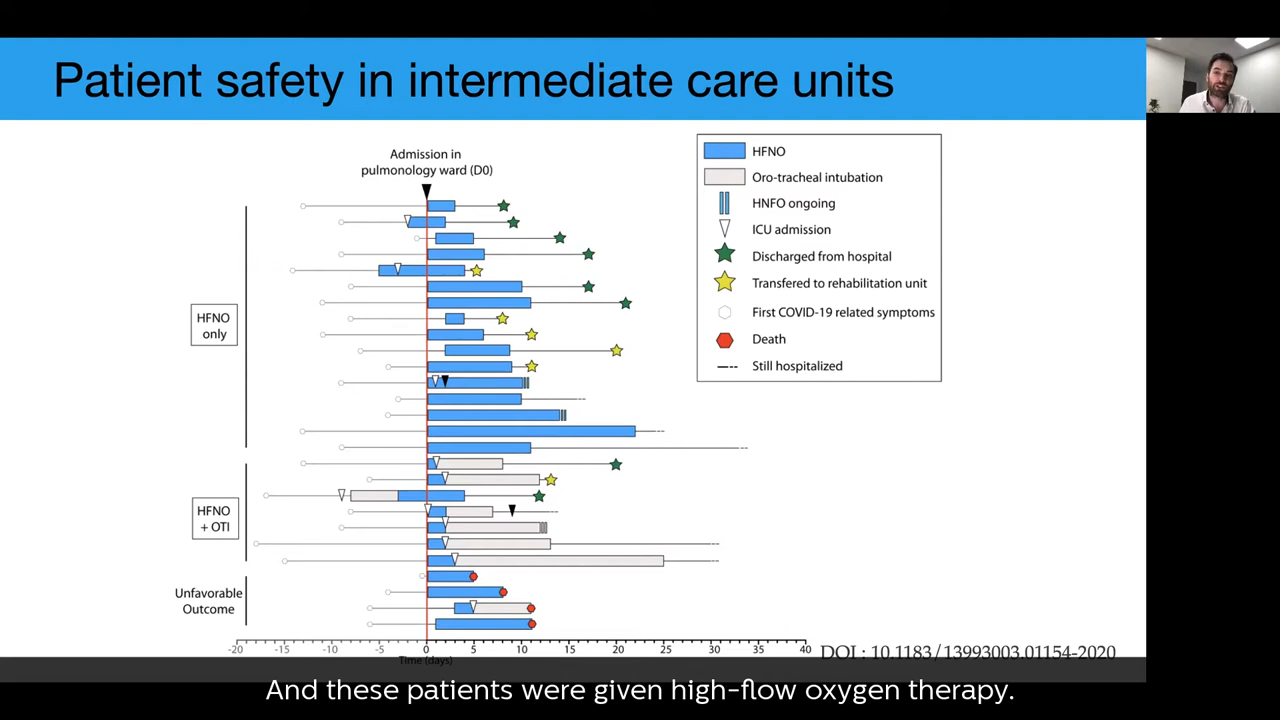 Patient safety in intermediate care units
Admission in
pulmonology ward (D0)
HFNO
Oro-tracheal intubation
HNFO ongoing
ICU admission
Discharged from hospital
Transfered to rehabilitation unit
First COVID-19 related symptoms
Death
Still hospitalized
HFNO
only
HFNO
+ OTI
Unfavorable
Outcome
-20 -15 -10 -5 0 5 10 15 20 25 30 35 40
Time (days)
DOI : 10.1183/13993003.01154-2020
And these patients were given high-flow oxygen therapy.